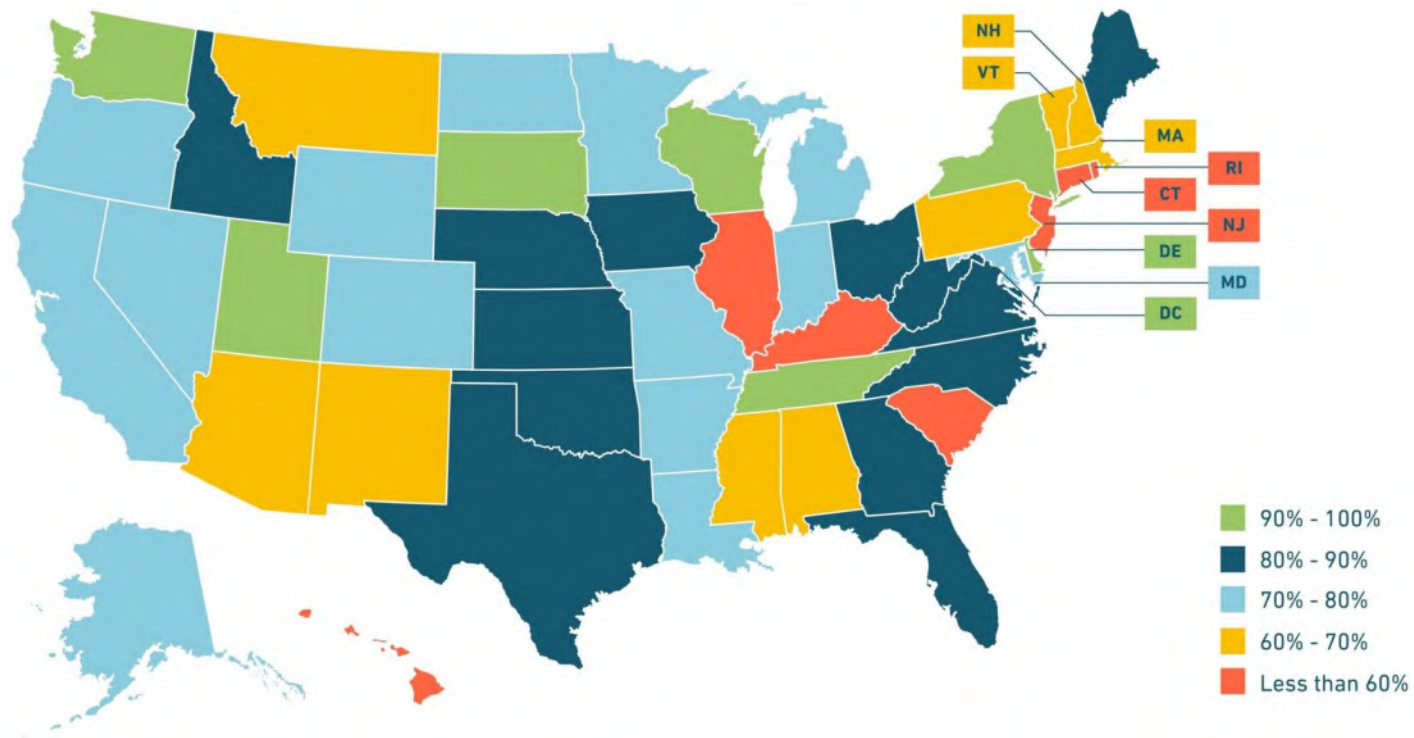 NH
VT
MA
RI
CT
NJ
DE
MD
DC
90% - 100%
80% - 90%
70% - 80%
60% - 70%
Less than 60%